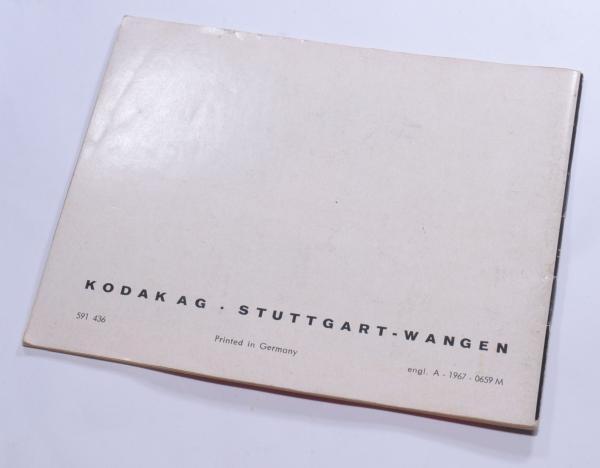 KODAK AG . STUTTGART-WANGEN
591 436
Printed in Germany
engl. A - 1967 - 0659 M